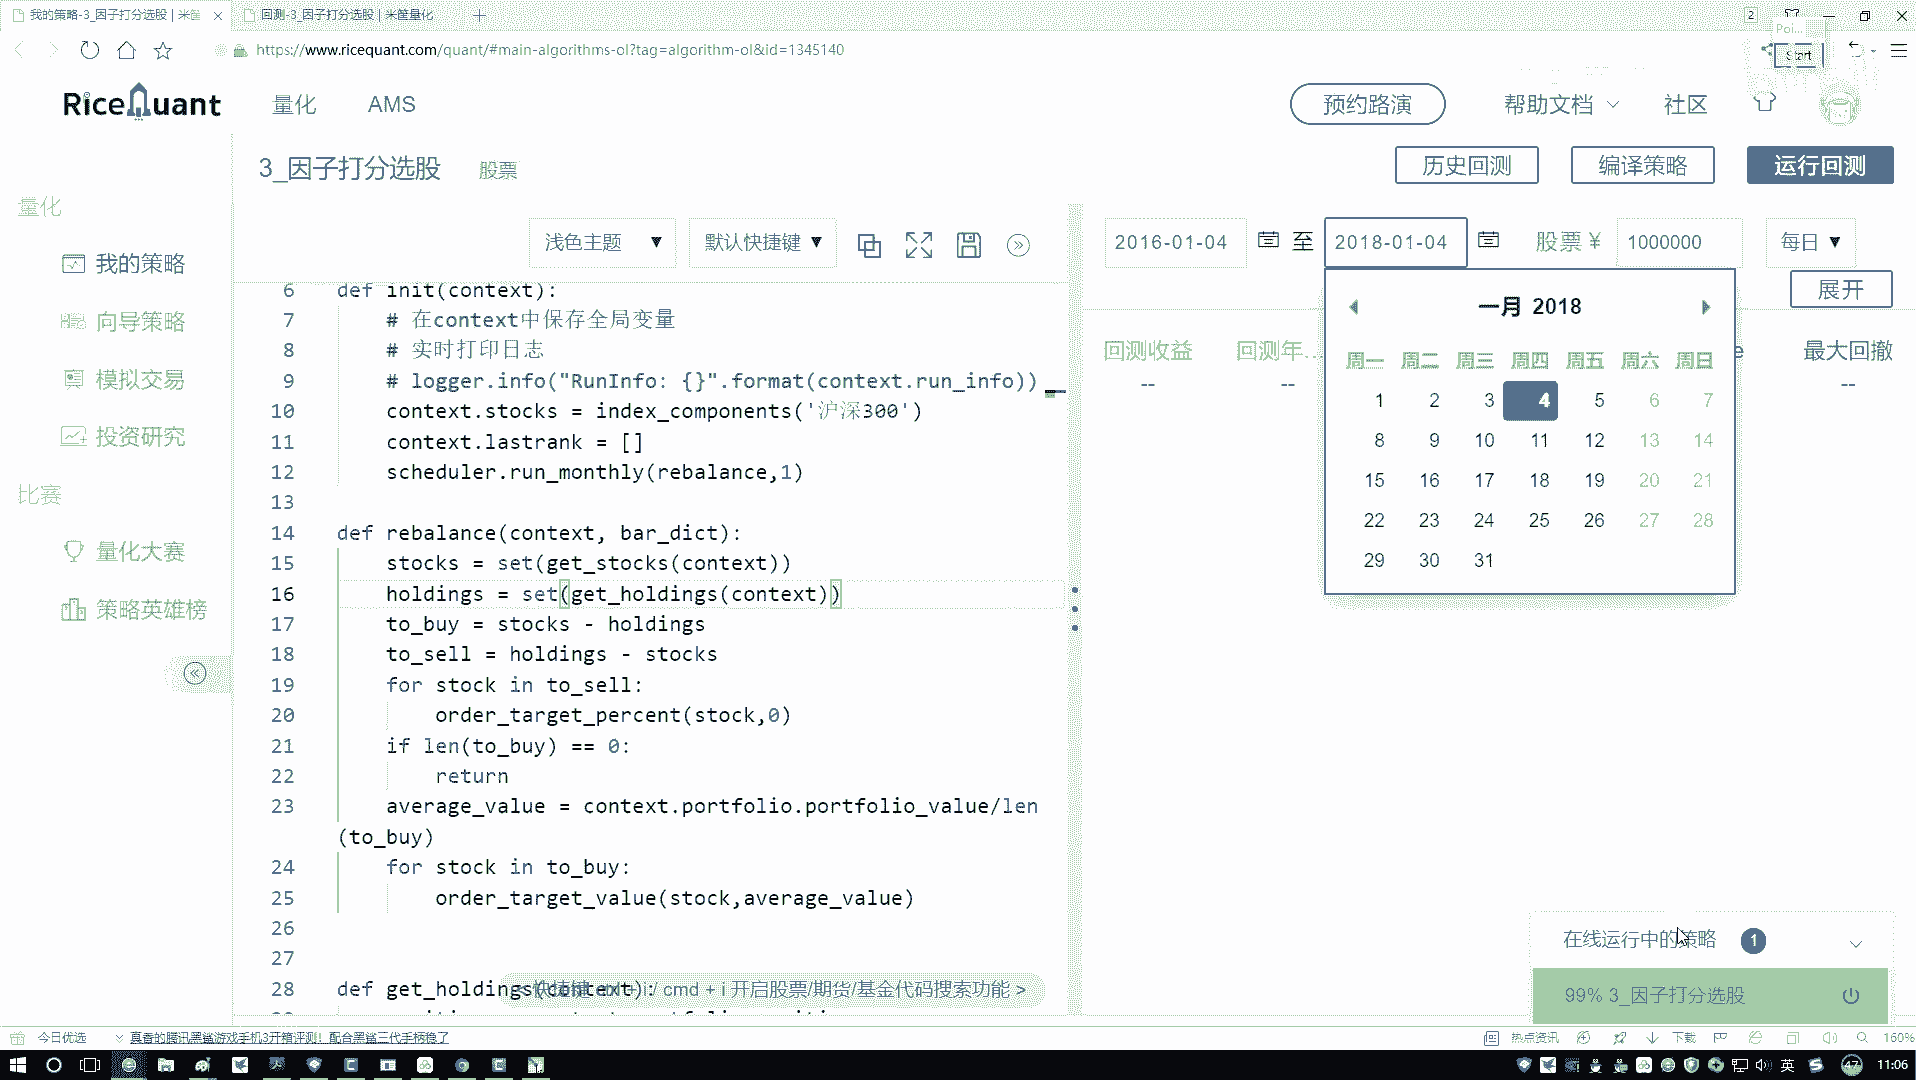 我的策略-3_因子打分选股 | 米筐
回测-3_因子打分选股 | 米筐量化
2
https://www.ricequant.com/quant/#main-algorithms-ol?tag=algorithm-ol&id=1345140
Poi...
Start
RiceQuant
量化
AMS
预约路演
帮助文档
社区
3_因子打分选股
股票
历史回测
编译策略
运行回测
量化
我的策略
向导策略
模拟交易
投资研究
比赛
量化大赛
策略英雄榜
浅色主题 ▼
默认快捷键 ▼
2016-01-04
至
2018-01-04
股票 ¥
1000000
每日 ▼
展开
回测收益
--
回测年...
--
e
最大回撤
--
一月 2018
周一 周二 周三 周四 周五 周六 周日
1 2 3 4 5 6 7
8 9 10 11 12 13 14
15 16 17 18 19 20 21
22 23 24 25 26 27 28
29 30 31
6 def init(context):
7 # 在context中保存全局变量
8 # 实时打印日志
9 # logger.info("RunInfo: {}".format(context.run_info))
10 context.stocks = index_components('沪深300')
11 context.lastrank = []
12 scheduler.run_monthly(rebalance,1)
13
14 def rebalance(context, bar_dict):
15 stocks = set(get_stocks(context))
16 holdings = set(get_holdings(context))
17 to_buy = stocks - holdings
18 to_sell = holdings - stocks
19 for stock in to_sell:
20 order_target_percent(stock,0)
21 if len(to_buy) == 0:
22 return
23 average_value = context.portfolio.portfolio_value/len
(to_buy)
24 for stock in to_buy:
25 order_target_value(stock,average_value)
26
27
28 def get_holdings(context):
/ cmd + i 开启股票/期货/基金代码搜索功能 >
在线运行中的策略 1
99% 3_因子打分选股
今日优选
真香的腾讯黑鲨游戏手机3开箱评测!! 配合黑鲨三代手柄稳了
热点资讯
下载
160%
英
47
11:06